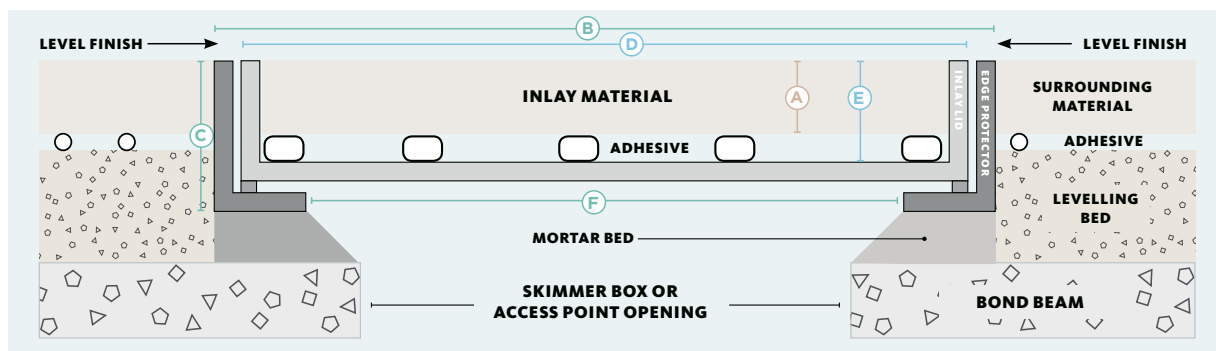 B
LEVEL FINISH
D
LEVEL FINISH
INLAY MATERIAL
A
E
INLAY LID
EDGE PROTECTOR
SURROUNDING
MATERIAL
C
ADHESIVE
ADHESIVE
F
LEVELLING
BED
MORTAR BED
SKIMMER BOX OR
ACCESS POINT OPENING
BOND BEAM